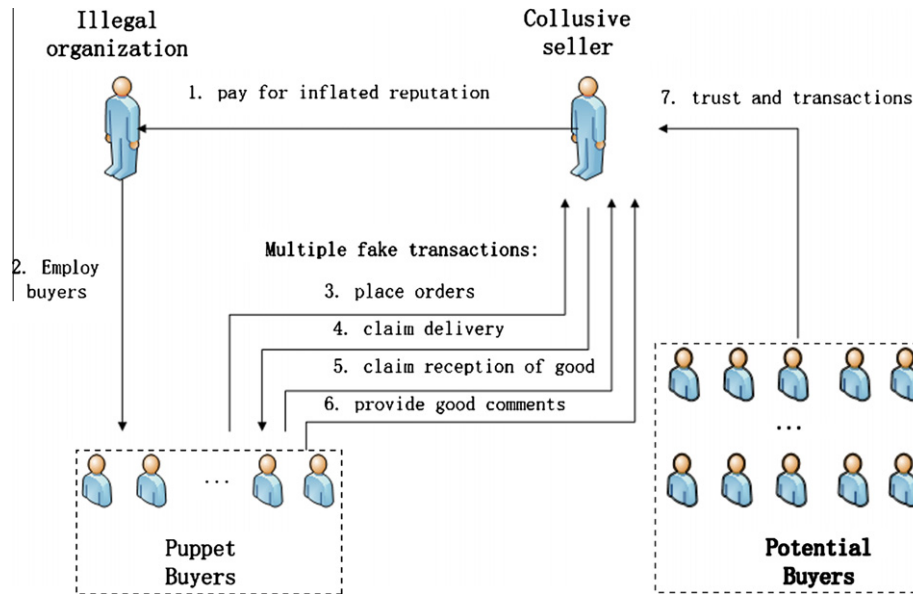 Illegal
organization
Collusive
seller
1. pay for inflated reputation
7. trust and transactions
2. Employ
buyers
Multiple fake transactions:
3. place orders
4. claim delivery
5. claim reception of good
6. provide good comments
...
...
Puppet
Buyers
Potential
Buyers